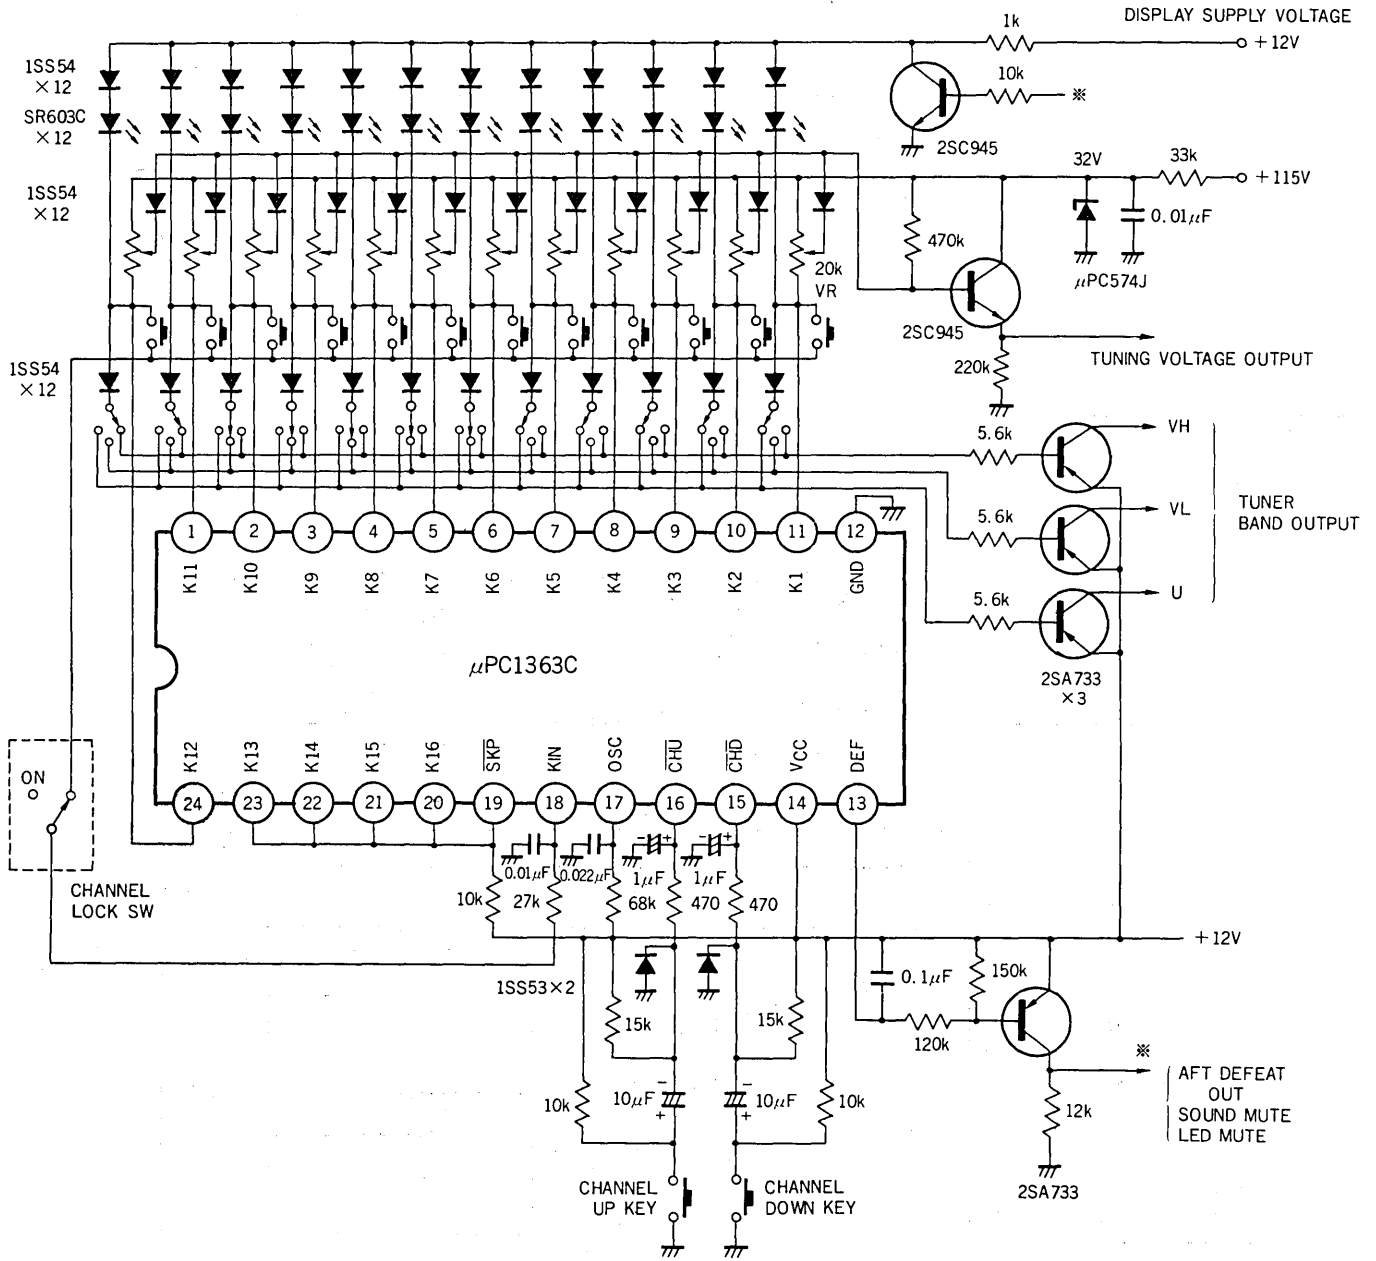 DISPLAY SUPPLY VOLTAGE
1k
+12V
1SS54
×12
10k
※
SR603C
×12
2SC945
32V
33k
+115V
1SS54
×12
0.01μF
470k
μPC574J
20k
VR
2SC945
TUNING VOLTAGE OUTPUT
220k
1SS54
×12
5.6k
VH
5.6k
VL
TUNER
BAND OUTPUT
5.6k
U
2SA733
×3
1 2 3 4 5 6 7 8 9 10 11 12
K11 K10 K9 K8 K7 K6 K5 K4 K3 K2 K1 GND
μPC1363C
K12 K13 K14 K15 K16 SKP KIN OSC CHU CHD VCC DEF
24 23 22 21 20 19 18 17 16 15 14 13
ON
CHANNEL
LOCK SW
0.01μF
0.022μF
- +
1μF
- +
1μF
10k
27k
68k
470
470
+12V
1SS53×2
0.1μF
150k
15k
15k
120k
※
10k
10μF
-
+
-
+
10μF
10k
12k
AFT DEFEAT
OUT
SOUND MUTE
LED MUTE
2SA733
CHANNEL
UP KEY
CHANNEL
DOWN KEY